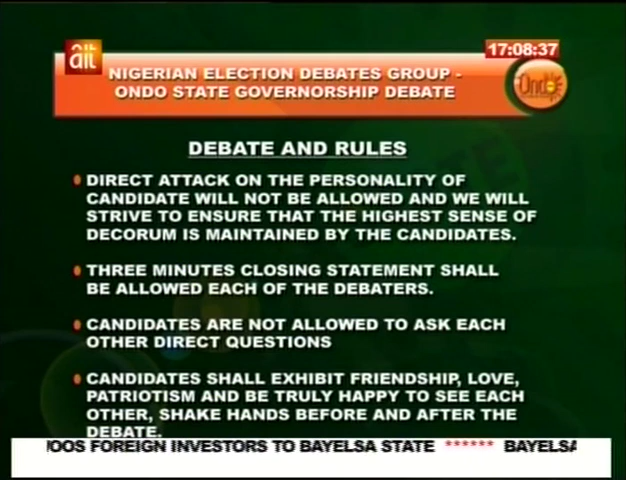 ait
17:08:37
NIGERIAN ELECTION DEBATES GROUP -
ONDO STATE GOVERNORSHIP DEBATE
Ondo
DEBATE AND RULES
DIRECT ATTACK ON THE PERSONALITY OF
CANDIDATE WILL NOT BE ALLOWED AND WE WILL
STRIVE TO ENSURE THAT THE HIGHEST SENSE OF
DECORUM IS MAINTAINED BY THE CANDIDATES.
THREE MINUTES CLOSING STATEMENT SHALL
BE ALLOWED EACH OF THE DEBATERS.
CANDIDATES ARE NOT ALLOWED TO ASK EACH
OTHER DIRECT QUESTIONS
CANDIDATES SHALL EXHIBIT FRIENDSHIP, LOVE,
PATRIOTISM AND BE TRULY HAPPY TO SEE EACH
OTHER, SHAKE HANDS BEFORE AND AFTER THE
DEBATE.
OOS FOREIGN INVESTORS TO BAYELSA STATE ****** BAYELSA